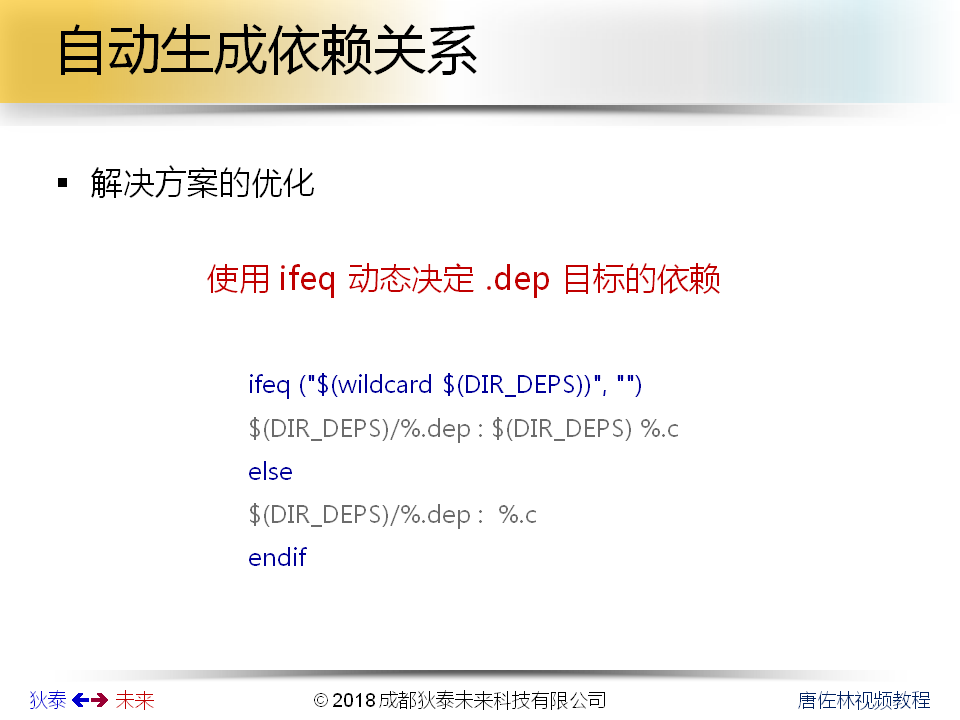 自动生成依赖关系
▪ 解决方案的优化
使用 ifeq 动态决定 .dep 目标的依赖
ifeq ("$(wildcard $(DIR_DEPS))", "")
$(DIR_DEPS)/%.dep : $(DIR_DEPS) %.c
else
$(DIR_DEPS)/%.dep : %.c
endif
狄泰 未来 © 2018 成都狄泰未来科技有限公司 唐佐林视频教程